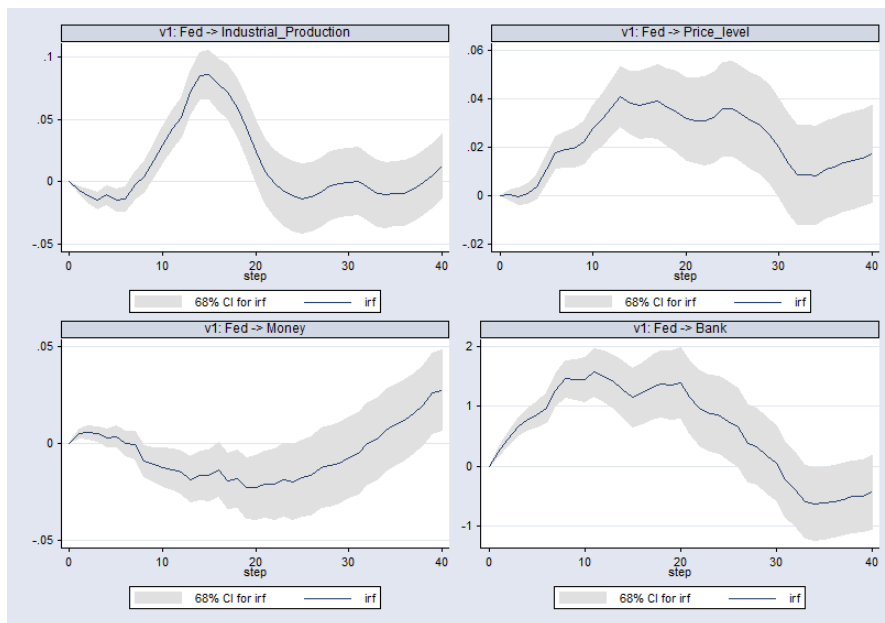 v1: Fed -> Industrial_Production
.1
.05
0
-.05
0 10 20 30 40
step
68% CI for irf irf
v1: Fed -> Price_level
.06
.04
.02
0
-.02
0 10 20 30 40
step
68% CI for irf irf
v1: Fed -> Money
.05
0
-.05
0 10 20 30 40
step
68% CI for irf irf
v1: Fed -> Bank
2
1
0
-1
0 10 20 30 40
step
68% CI for irf irf